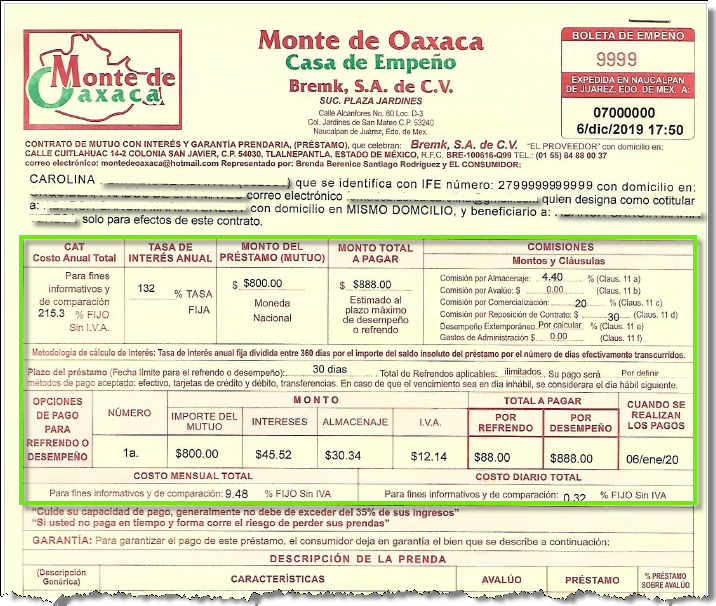 Monte de
Oaxaca
Monte de Oaxaca
Casa de Empeño
Bremk, S.A. de C.V.
SUC. PLAZA JARDINES
Calle Alcanfores No. 60 Loc. D-3
Col. Jardines de San Mateo C.P. 53240
Naucalpan de Juárez, Edo. de Mex.
BOLETA DE EMPEÑO
9999
EXPEDIDA EN NAUCALPAN
DE JUAREZ, EDO. DE MEX. A:
07000000
6/dic/2019 17:50
CONTRATO DE MUTUO CON INTERÉS Y GARANTÍA PRENDARIA, (PRÉSTAMO), que celebran: Bremk, S.A. de C.V. "EL PROVEEDOR" con domicilio en:
CALLE CUITLAHUAC 14-2 COLONIA SAN JAVIER, C.P. 54030, TLALNEPANTLA, ESTADO DE MÉXICO, R.F.C. BRE-100616-Q99 TEL.: (01 55) 84 88 00 37
correo electrónico: montedeoaxaca@hotmail.com Representado por: Brenda Berenice Santiago Rodriguez y EL CONSUMIDOR:
CAROLINA ) que se identifica con IFE número: 2799999999999 con domicilio en:
correo electrónico quien designa como cotitular
a: con domicilio en MISMO DOMCILIO, y beneficiario a:
solo para efectos de este contrato.
CAT
Costo Anual Total
Para fines
informativos y
de comparación
215.3 % FIJO
Sin I.V.A.
TASA DE
INTERÉS ANUAL
132 % TASA
FIJA
MONTO DEL
PRÉSTAMO (MUTUO)
$ $800.00
Moneda
Nacional
MONTO TOTAL
A PAGAR
$ $888.00
Estimado al
plazo máximo
de desempeño
o refrendo
COMISIONES
Montos y Cláusulas
Comisión por Almacenaje: 4.40 % (Claus. 11 a)
Comisión por Avalúo: $ 0.00 (Claus. 11 b)
Comisión por Comercialización: 20 % (Claus. 11 c)
Comisión por Reposición de Contrato: $ 30 (Claus. 11 d)
Desempeño Extemporáneo Por calcular % (Claus. 11 e)
Gastos de Administración: $ 0.00 (Claus. 11 f)
Metodología de cálculo de interés: Tasa de interés anual fija dividida entre 360 días por el importe del saldo insoluto del préstamo por el número de días efectivamente transcurridos.
Plazo del préstamo (Fecha límite para el refrendo o desempeño): 30 dias . Total de Refrendos aplicables: ilimitados Su pago será Por definir
métodos de pago aceptado: efectivo, tarjetas de crédito y débito, transferencias. En caso de que el vencimiento sea en día inhábil, se considerara el día hábil siguiente.
OPCIONES
DE PAGO
PARA
REFRENDO O
DESEMPEÑO
NÚMERO
1a.
MONTO
IMPORTE DEL
MUTUO
INTERESES
ALMACENAJE
I.V.A.
$800.00
$45.52
$30.34
$12.14
TOTAL A PAGAR
POR
REFRENDO
POR
DESEMPEÑO
$88.00
$888.00
CUANDO SE
REALIZAN
LOS PAGOS
06/ene/20
COSTO MENSUAL TOTAL
Para fines informativos y de comparación: 9.48 % FIJO Sin IVA
COSTO DIARIO TOTAL
Para fines informativos y de comparación: 0.32 % FIJO Sin IVA
"Cuide su capacidad de pago, generalmente no debe de exceder del 35% de sus ingresos"
"Si usted no paga en tiempo y forma corre el riesgo de perder sus prendas"
GARANTÍA: Para garantizar el pago de este préstamo, el consumidor deja en garantía el bien que se describe a continuación:
DESCRIPCIÓN DE LA PRENDA
(Descripción
Genérica)
CARACTERÍSTICAS
AVALÚO
PRÉSTAMO
% PRÉSTAMO
SOBRE AVALÚO